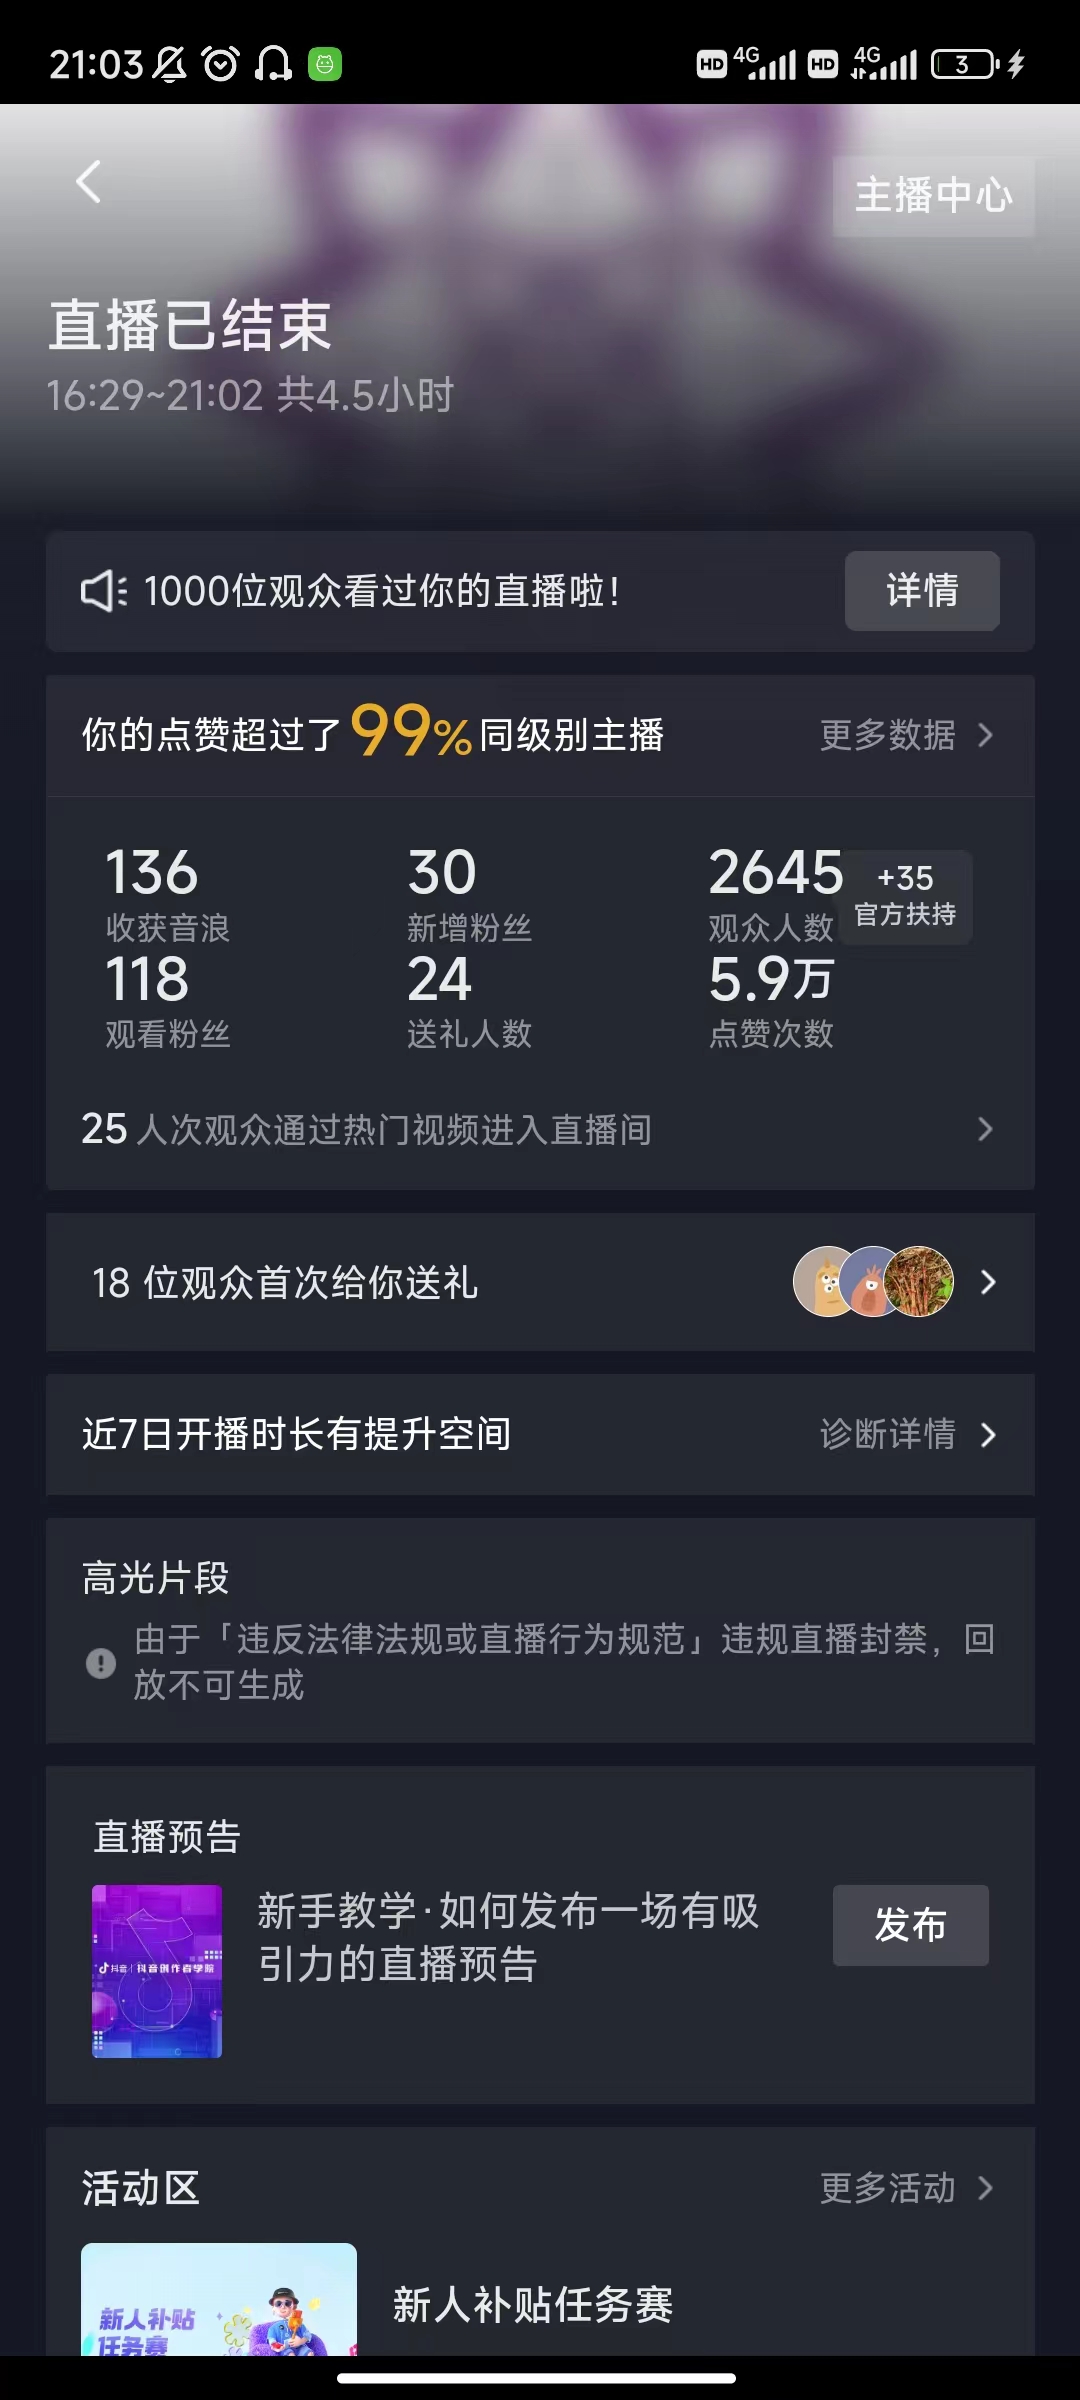 21:03
HD 4G HD 4G 3
主播中心
直播已结束
16:29~21:02 共4.5小时
1000位观众看过你的直播啦！
详情
你的点赞超过了99%同级别主播
更多数据
136
30
2645
+35
收获音浪
新增粉丝
观众人数
官方扶持
118
24
5.9万
观看粉丝
送礼人数
点赞次数
25 人次观众通过热门视频进入直播间
18 位观众首次给你送礼
近7日开播时长有提升空间
诊断详情
高光片段
由于「违反法律法规或直播行为规范」违规直播封禁，回
放不可生成
直播预告
抖音 | 抖音创作者学院
新手教学·如何发布一场有吸
引力的直播预告
发布
活动区
更多活动
新人补贴
任务赛
新人补贴任务赛